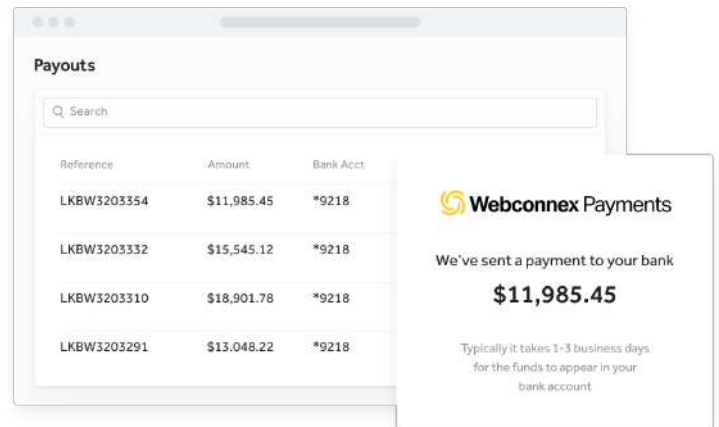 Payouts
Search
Reference Amount Bank Acct
LKBW3203354 $11,985.45 *9218
LKBW3203332 $15,545.12 *9218
LKBW3203310 $18,901.78 *9218
LKBW3203291 $13.048.22 *9218
Webconnex Payments
We've sent a payment to your bank
$11,985.45
Typically it takes 1-3 business days
for the funds to appear in your
bank account